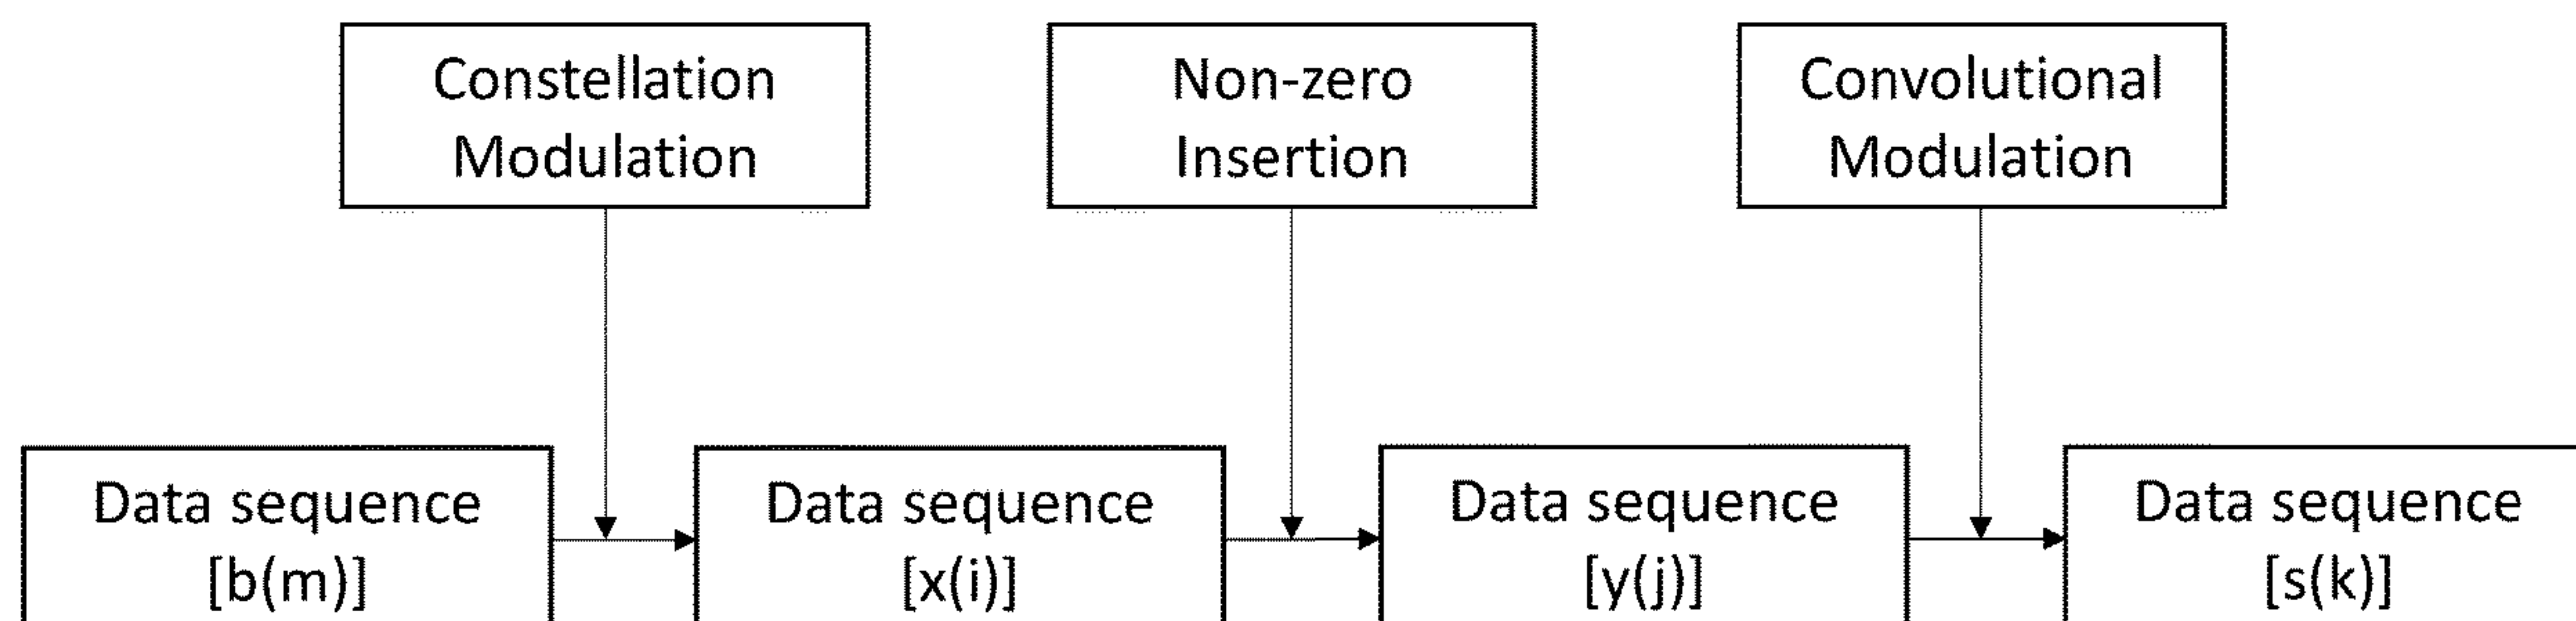 Constellation
Modulation
Non-zero
Insertion
Convolutional
Modulation
Data sequence
[b(m)]
Data sequence
[x(i)]
Data sequence
[y(j)]
Data sequence
[s(k)]